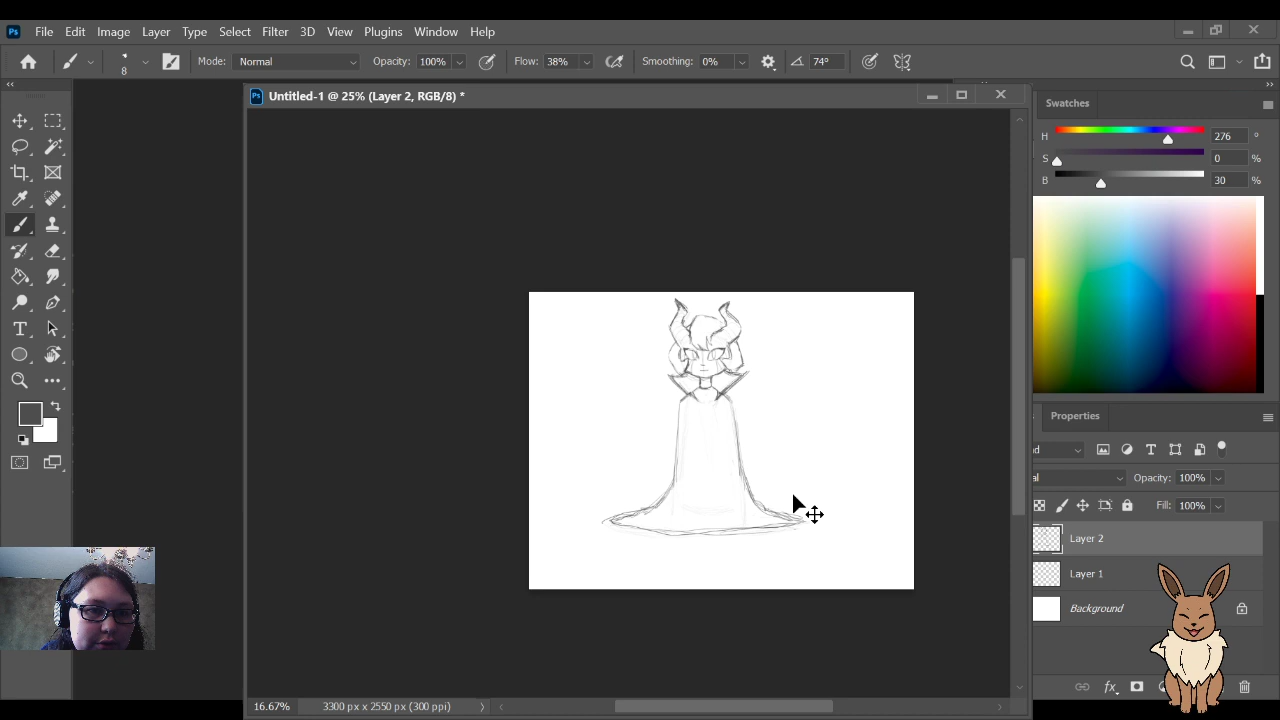 Ps File Edit Image Layer Type Select Filter 3D View Plugins Window Help
8 Mode: Normal Opacity: 100% Flow: 38% Smoothing: 0% 74°
Ps Untitled-1 @ 25% (Layer 2, RGB/8) *
Swatches
H 276 °
S 0 %
B 30 %
Properties
Opacity: 100%
Fill: 100%
Layer 2
Layer 1
Background
fx
16.67% 3300 px x 2550 px (300 ppi)